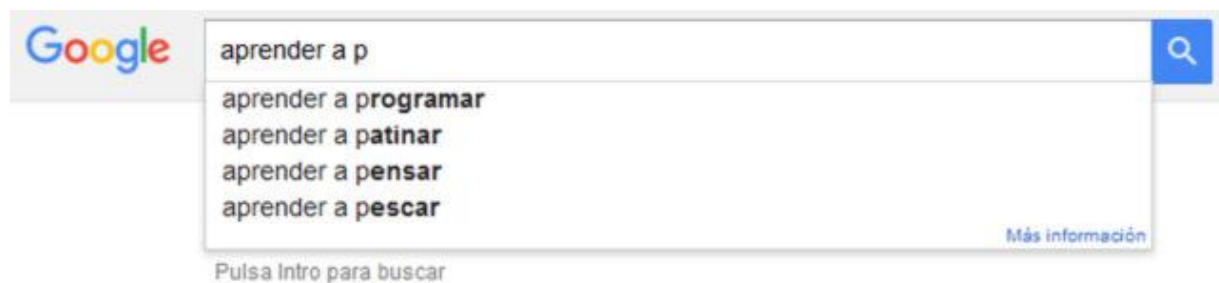 Google
aprender a p
aprender a programar
aprender a patinar
aprender a pensar
aprender a pescar
Más información
Pulsa Intro para buscar